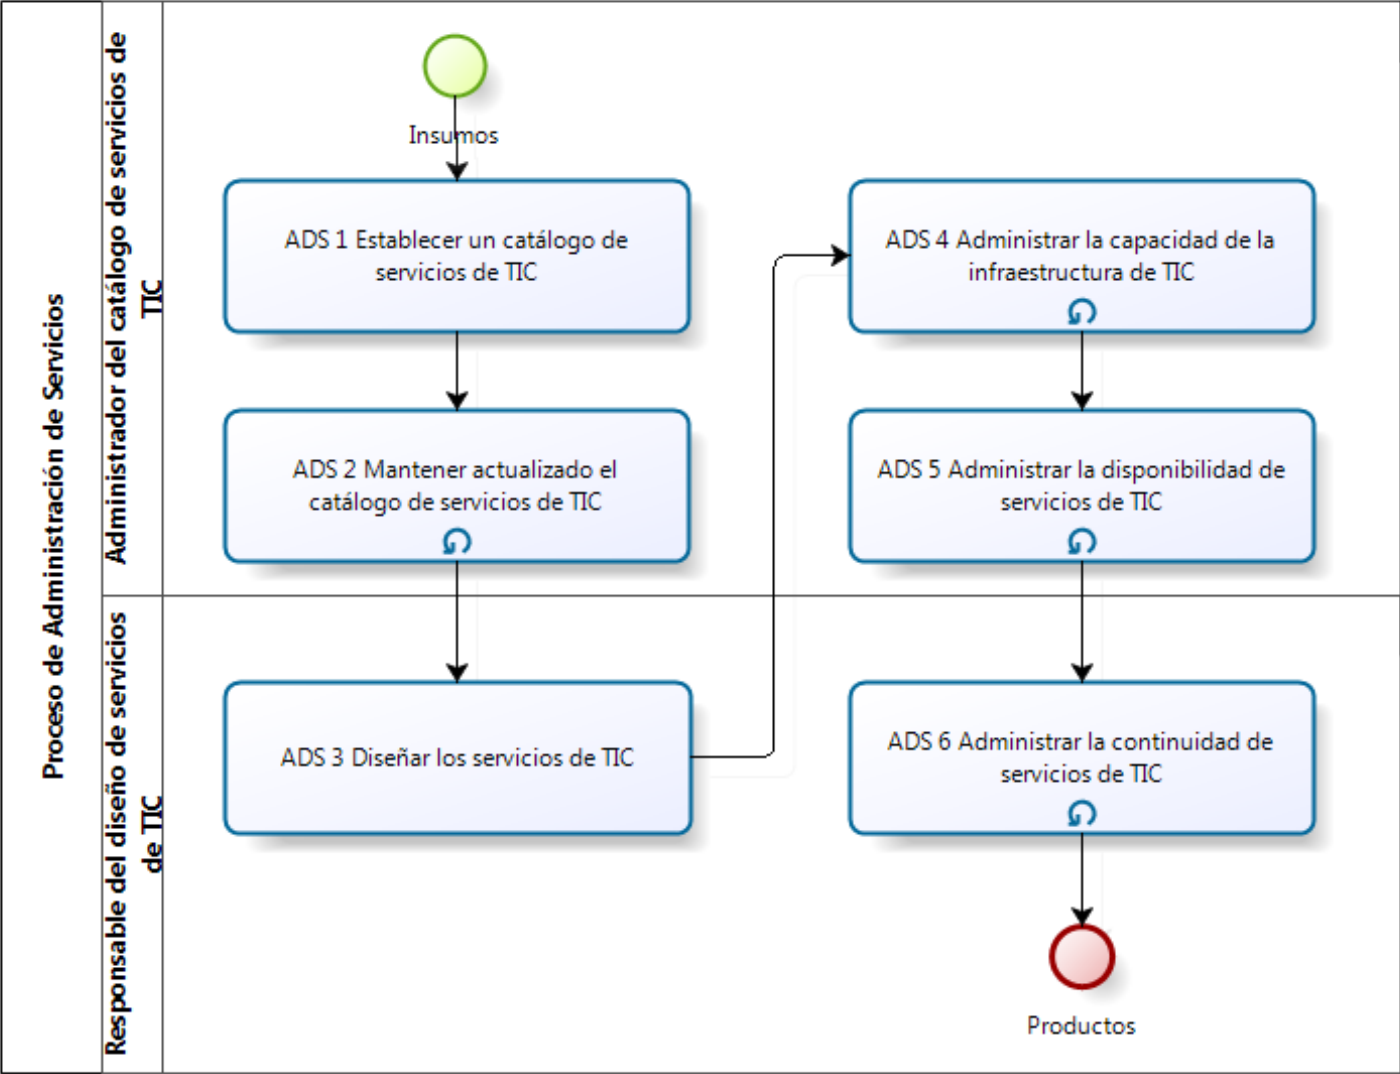 Proceso de Administración de Servicios
Administrador del catálogo de servicios de
TIC
Insumos
ADS 1 Establecer un catálogo de
servicios de TIC
ADS 2 Mantener actualizado el
catálogo de servicios de TIC
ADS 4 Administrar la capacidad de la
infraestructura de TIC
ADS 5 Administrar la disponibilidad de
servicios de TIC
Responsable del diseño de servicios
de TIC
ADS 3 Diseñar los servicios de TIC
ADS 6 Administrar la continuidad de
servicios de TIC
Productos